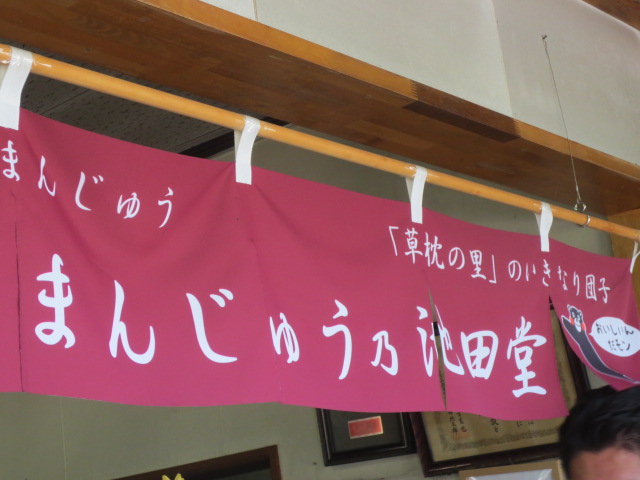 まんじゅう
「草枕の里」のいきなり団子
まんじゅう乃池田堂
おいしいん
だモン